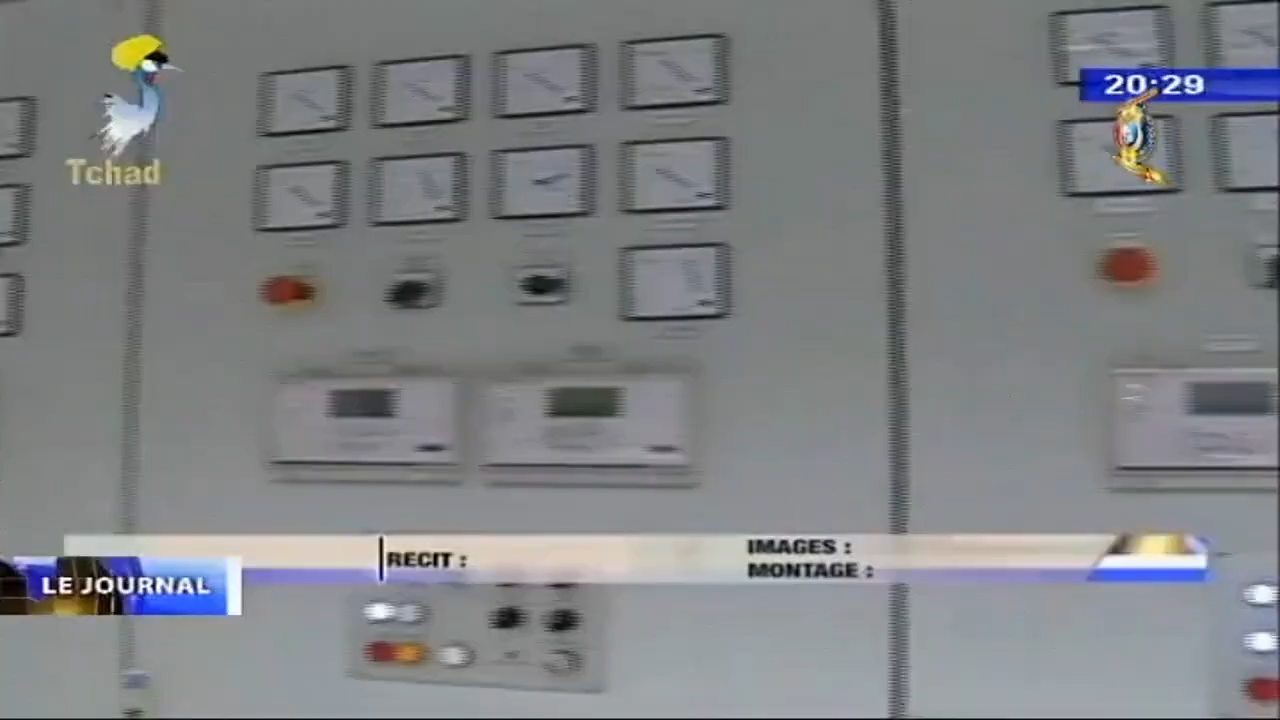 Tchad
20:29
RECIT :
IMAGES :
MONTAGE :
LE JOURNAL